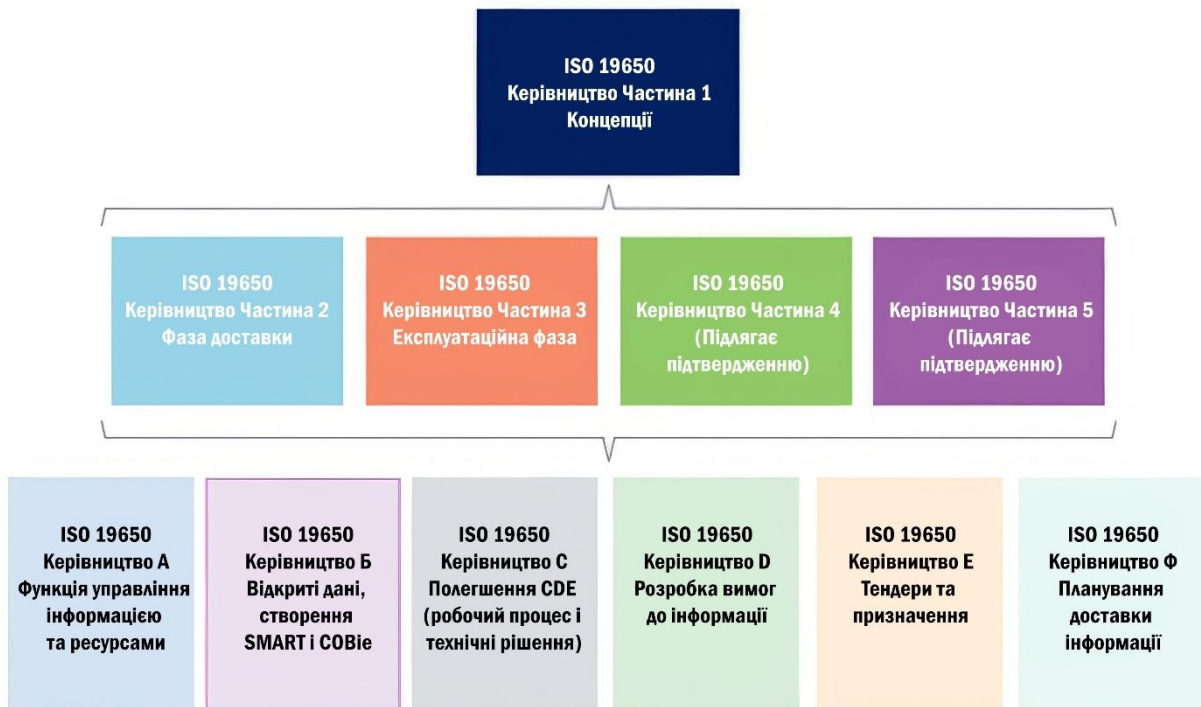 ISO 19650
Керівництво Частина 1
Концепції
ISO 19650
Керівництво Частина 2
Фаза доставки
ISO 19650
Керівництво Частина 3
Експлуатаційна фаза
ISO 19650
Керівництво Частина 4
(Підлягає
підтвердженню)
ISO 19650
Керівництво Частина 5
(Підлягає
підтвердженню)
ISO 19650
Керівництво А
Функція управління
інформацією
та ресурсами
ISO 19650
Керівництво Б
Відкриті дані,
створення
SMART і COBie
ISO 19650
Керівництво С
Полегшення CDE
(робочий процес і
технічні рішення)
ISO 19650
Керівництво D
Розробка вимог
до інформації
ISO 19650
Керівництво Е
Тендери та
призначення
ISO 19650
Керівництво Ф
Планування
доставки
інформації